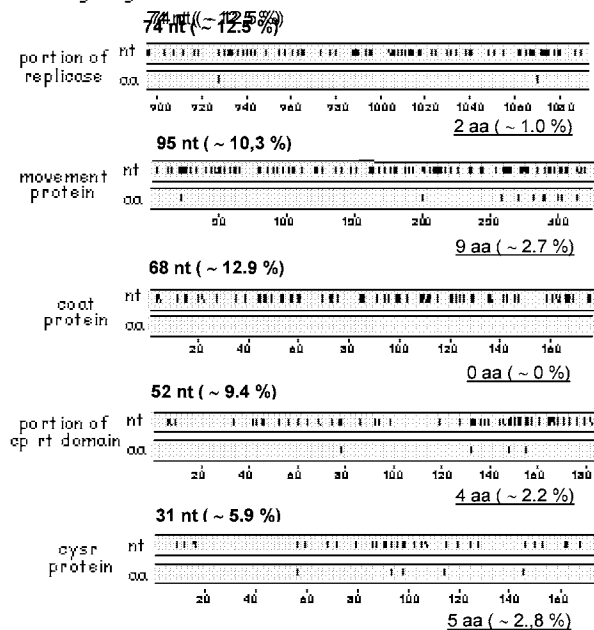 74 nt (~ 12.5 %)
portion of replicase
nt
aa
900 920 940 960 980 1000 1020 1040 1060 1080
2 aa (~ 1.0 %)
95 nt (~ 10,3 %)
movement protein
nt
aa
50 100 150 200 250 300
9 aa (~ 2.7 %)
68 nt (~ 12.9 %)
coat protein
nt
aa
20 40 60 80 100 120 140 160
0 aa (~ 0 %)
52 nt (~ 9.4 %)
portion of cp rt domain
nt
aa
20 40 60 80 100 120 140 160 180
4 aa (~ 2.2 %)
31 nt (~ 5.9 %)
cysr protein
nt
aa
20 40 60 80 100 120 140 160
5 aa (~ 2.,8 %)